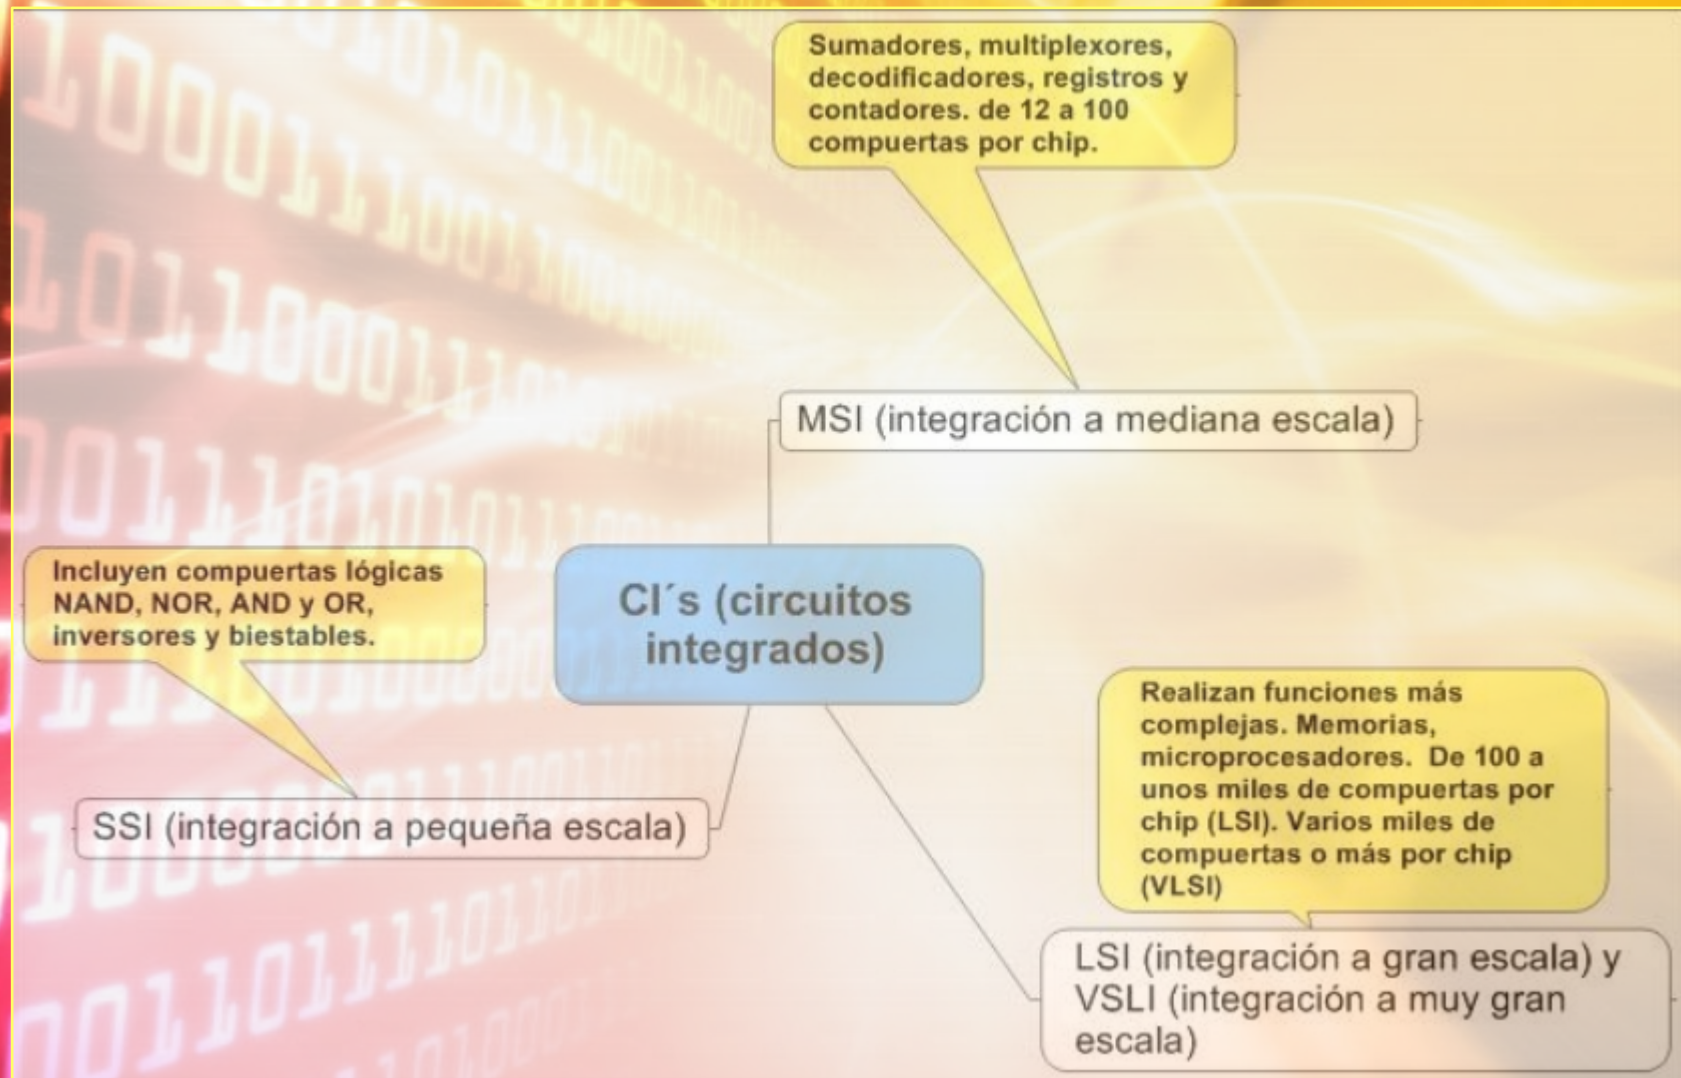 Sumadores, multiplexores,
decodificadores, registros y
contadores. de 12 a 100
compuertas por chip.
MSI (integración a mediana escala)
Incluyen compuertas lógicas
NAND, NOR, AND y OR,
inversores y biestables.
CI´s (circuitos
integrados)
SSI (integración a pequeña escala)
Realizan funciones más
complejas. Memorias,
microprocesadores.  De 100 a
unos miles de compuertas por
chip (LSI). Varios miles de
compuertas o más por chip
(VLSI)
LSI (integración a gran escala) y
VSLI (integración a muy gran
escala)